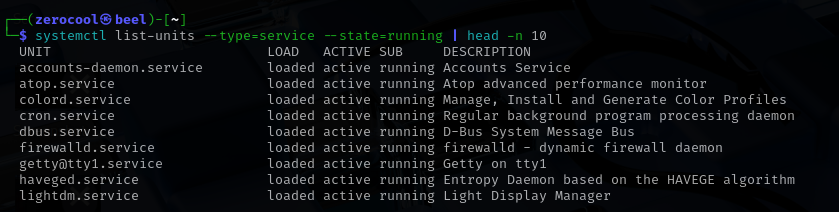 ┌──(zerocool㉿beel)-[~]
└─$ systemctl list-units --type=service --state=running | head -n 10
UNIT LOAD ACTIVE SUB DESCRIPTION
accounts-daemon.service loaded active running Accounts Service
atop.service loaded active running Atop advanced performance monitor
colord.service loaded active running Manage, Install and Generate Color Profiles
cron.service loaded active running Regular background program processing daemon
dbus.service loaded active running D-Bus System Message Bus
firewalld.service loaded active running firewalld - dynamic firewall daemon
getty@tty1.service loaded active running Getty on tty1
haveged.service loaded active running Entropy Daemon based on the HAVEGE algorithm
lightdm.service loaded active running Light Display Manager